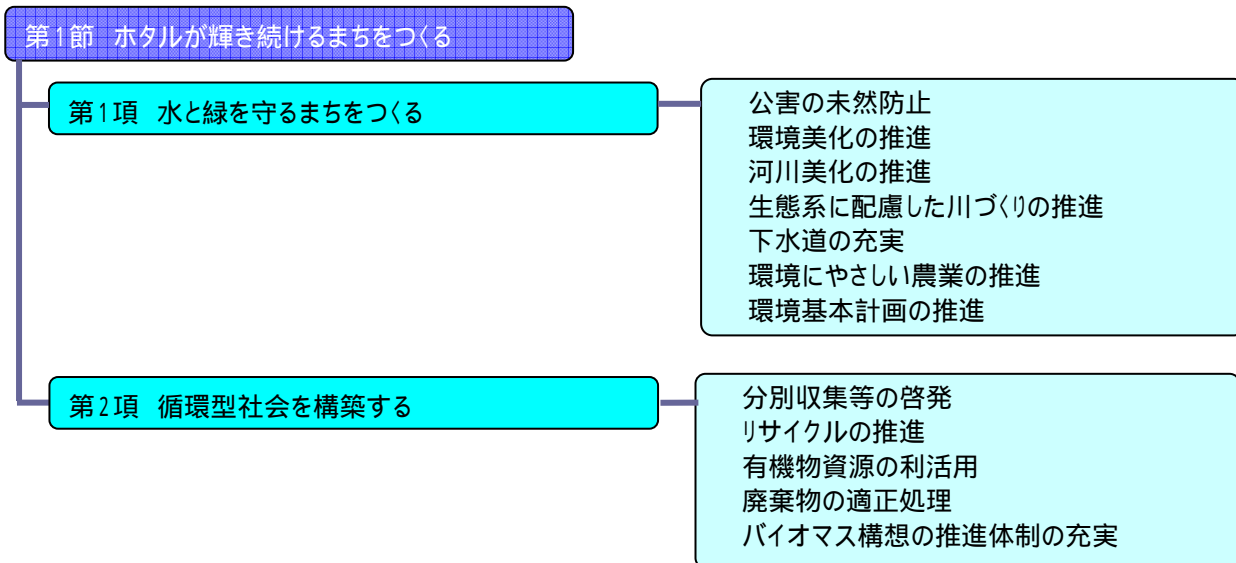 第1節 ホタルが輝き続けるまちをつくる
第1項 水と緑を守るまちをつくる
公害の未然防止
環境美化の推進
河川美化の推進
生態系に配慮した川づくりの推進
下水道の充実
環境にやさしい農業の推進
環境基本計画の推進
第2項 循環型社会を構築する
分別収集等の啓発
リサイクルの推進
有機物資源の利活用
廃棄物の適正処理
バイオマス構想の推進体制の充実